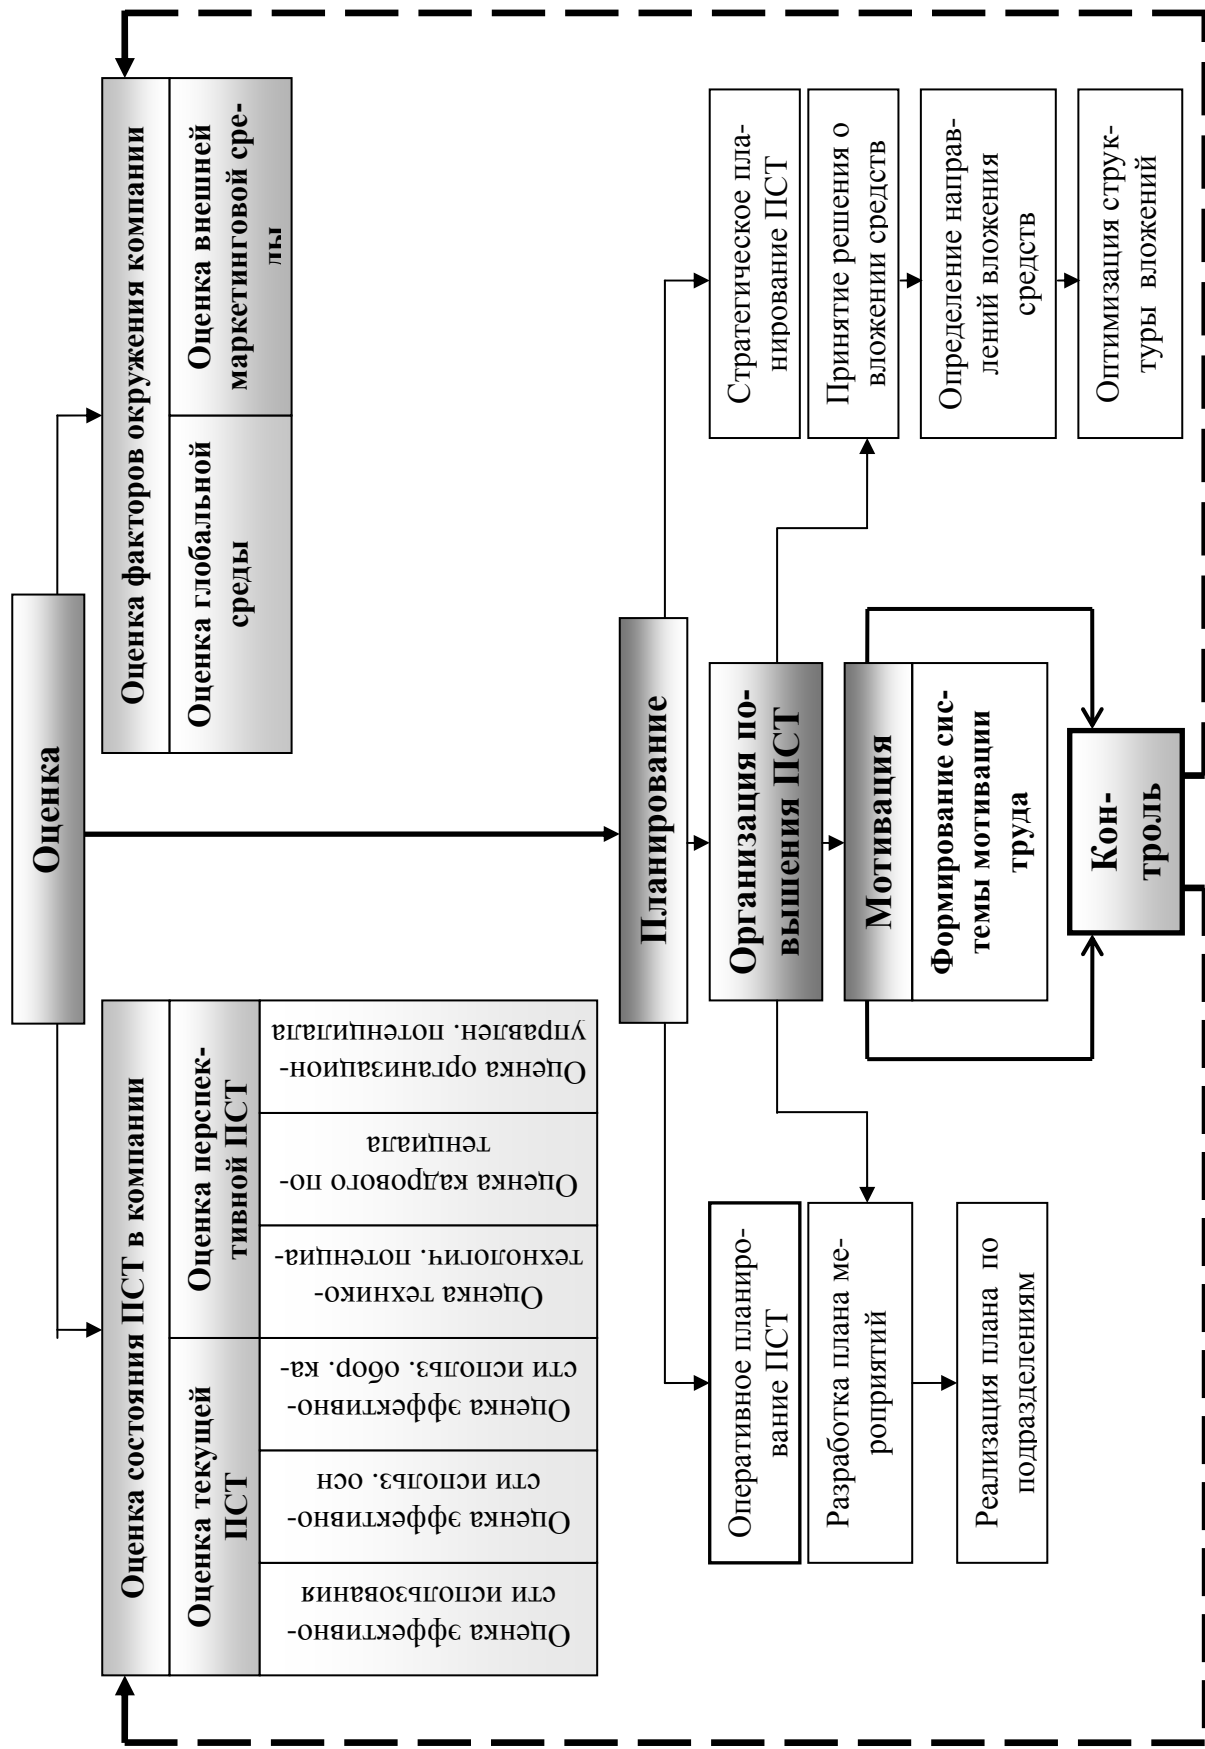 Оценка
Оценка состояния ПСТ в компании
Оценка факторов окружения компании
Оценка текущей
ПСТ
Оценка перспек-
тивной ПСТ
Оценка глобальной
среды
Оценка внешней
маркетинговой сре-
ды
Оценка эффективно-
сти использования
Оценка эффективно-
сти использ. осн
Оценка эффективно-
сти использ. обор. ка-
Оценка технико-
технологич. потенциа-
Оценка кадрового по-
тенциала
Оценка организацион-
управлен. потенцилала
Планирование
Оперативное планиро-
вание ПСТ
Организация по-
вышения ПСТ
Стратегическое пла-
нирование ПСТ
Разработка плана ме-
роприятий
Мотивация
Формирование сис-
темы мотивации
труда
Принятие решения о
вложении средств
Реализация плана по
подразделениям
Определение направ-
лений вложения
средств
Кон-
троль
Оптимизация струк-
туры вложений